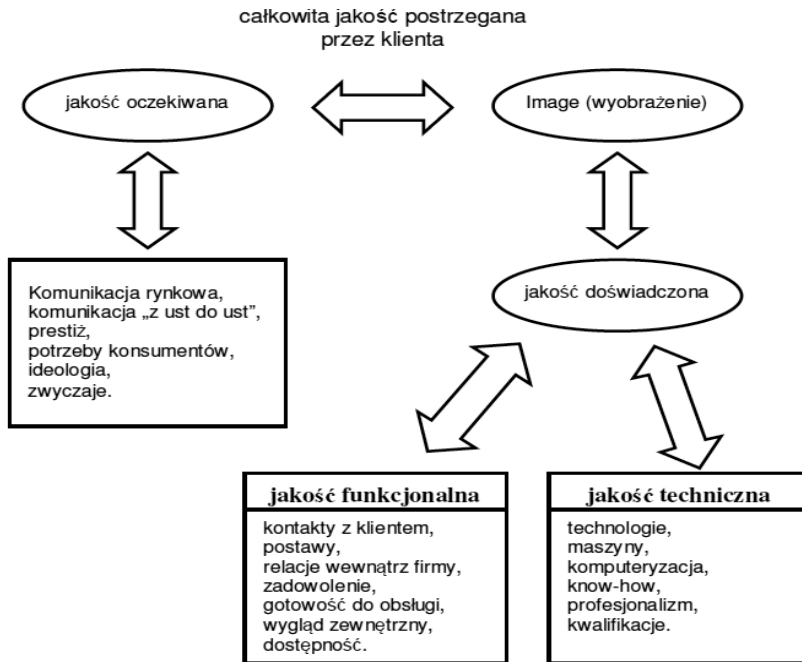 całkowita jakość postrzegana
przez klienta
jakość oczekiwana
Image (wyobrażenie)
Komunikacja rynkowa,
komunikacja „z ust do ust”,
prestiż,
potrzeby konsumentów,
ideologia,
zwyczaje.
jakość doświadczona
jakość funkcjonalna
kontakty z klientem,
postawy,
relacje wewnątrz firmy,
zadowolenie,
gotowość do obsługi,
wygląd zewnętrzny,
dostępność.
jakość techniczna
technologie,
maszyny,
komputeryzacja,
know-how,
profesjonalizm,
kwalifikacje.